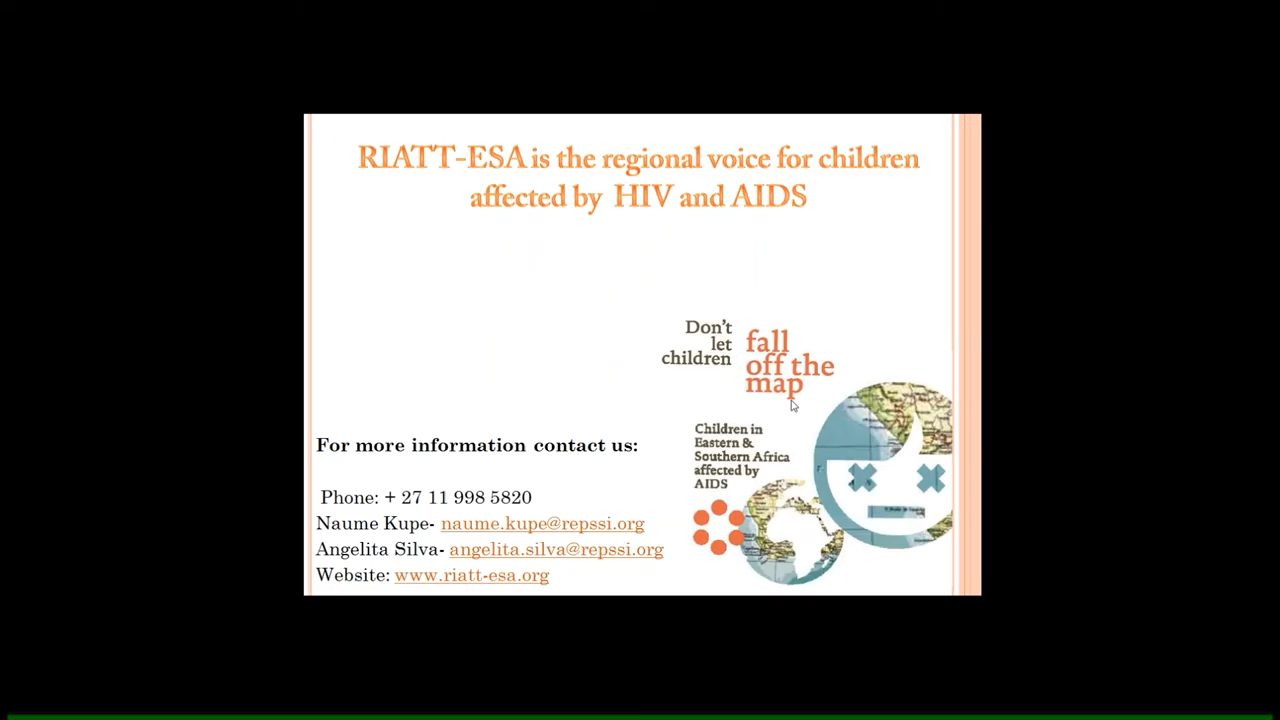 RIATT-ESA is the regional voice for children
affected by HIV and AIDS
Don't
let
children
fall
off the
map
Children in
Eastern &
Southern Africa
affected by
AIDS
For more information contact us:
Phone: + 27 11 998 5820
Naume Kupe- naume.kupe@repssi.org
Angelita Silva- angelita.silva@repssi.org
Website: www.riatt-esa.org